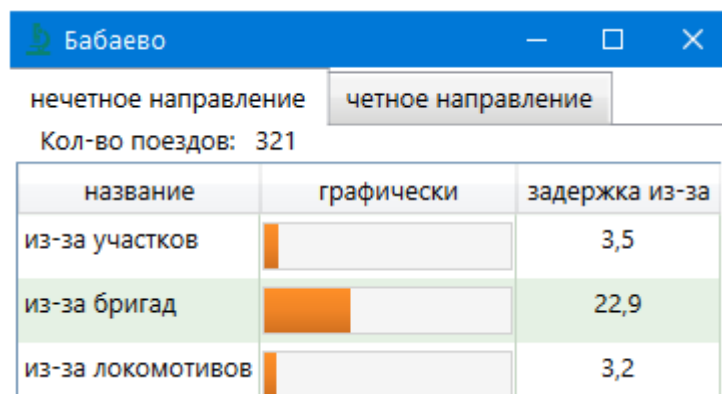 Бабаево
нечетное направление четное направление
Кол-во поездов: 321
название графически задержка из-за
из-за участков 3,5
из-за бригад 22,9
из-за локомотивов 3,2